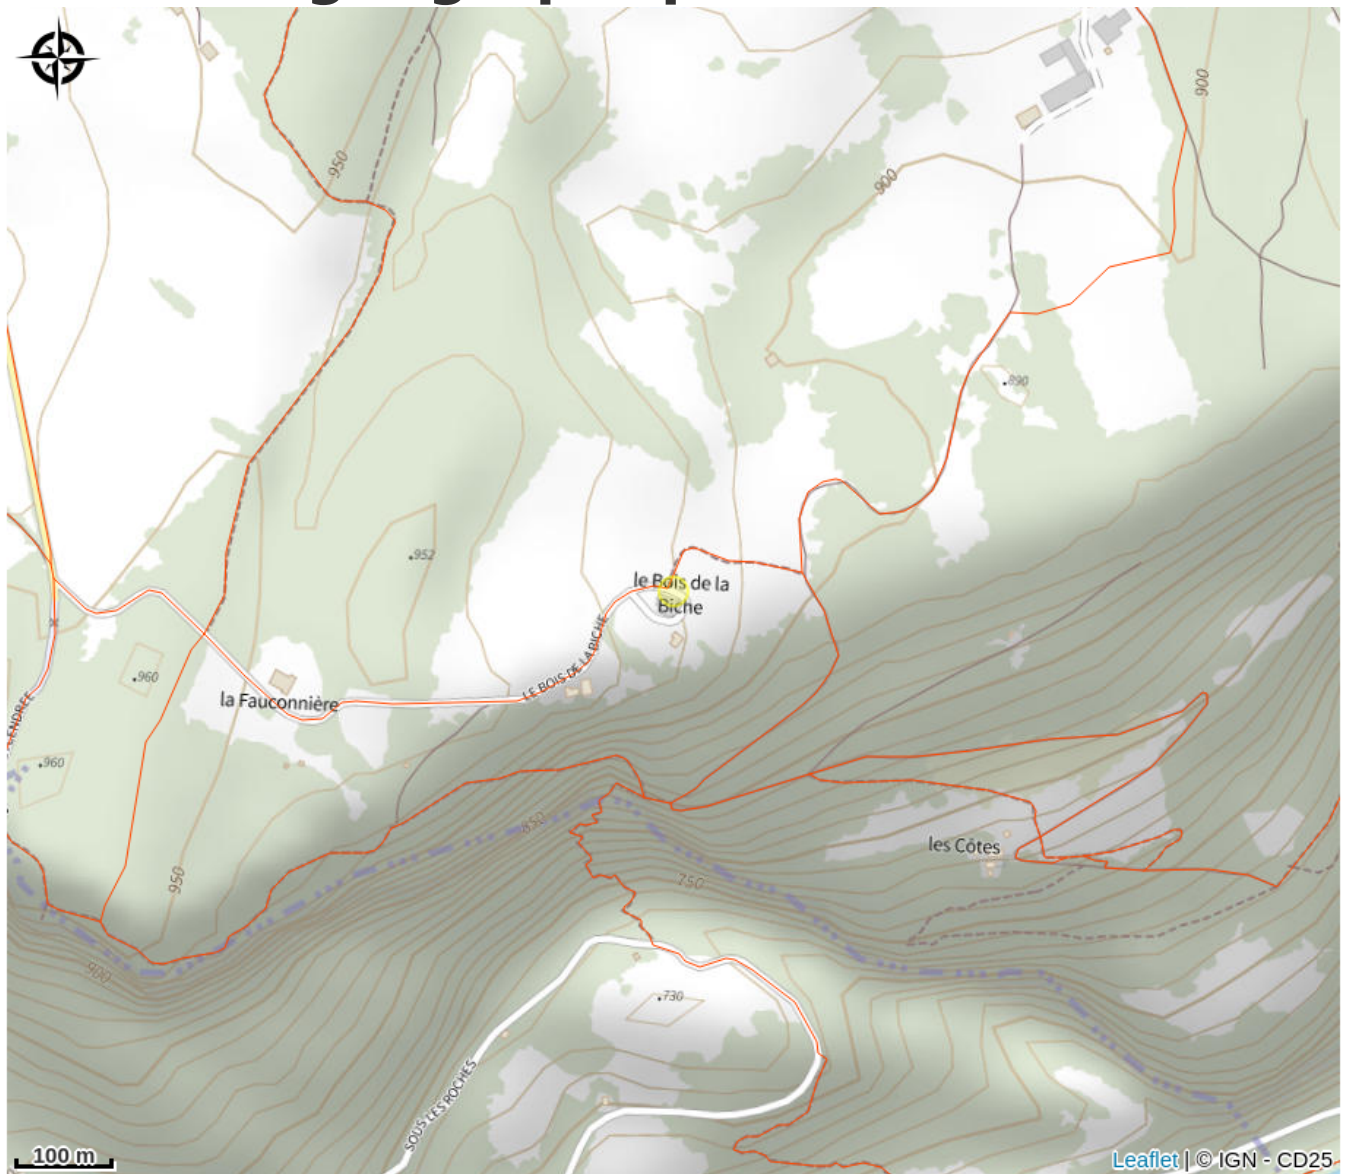 950
900
900
890
952
le Bois de la
Biche
LE BOIS DE LA BICHE
960
la Fauconnière
ENDREE
960
850
les Côtes
750
950
900
730
SOUS LES ROCHES
100 m
Leaflet | © IGN - CD25